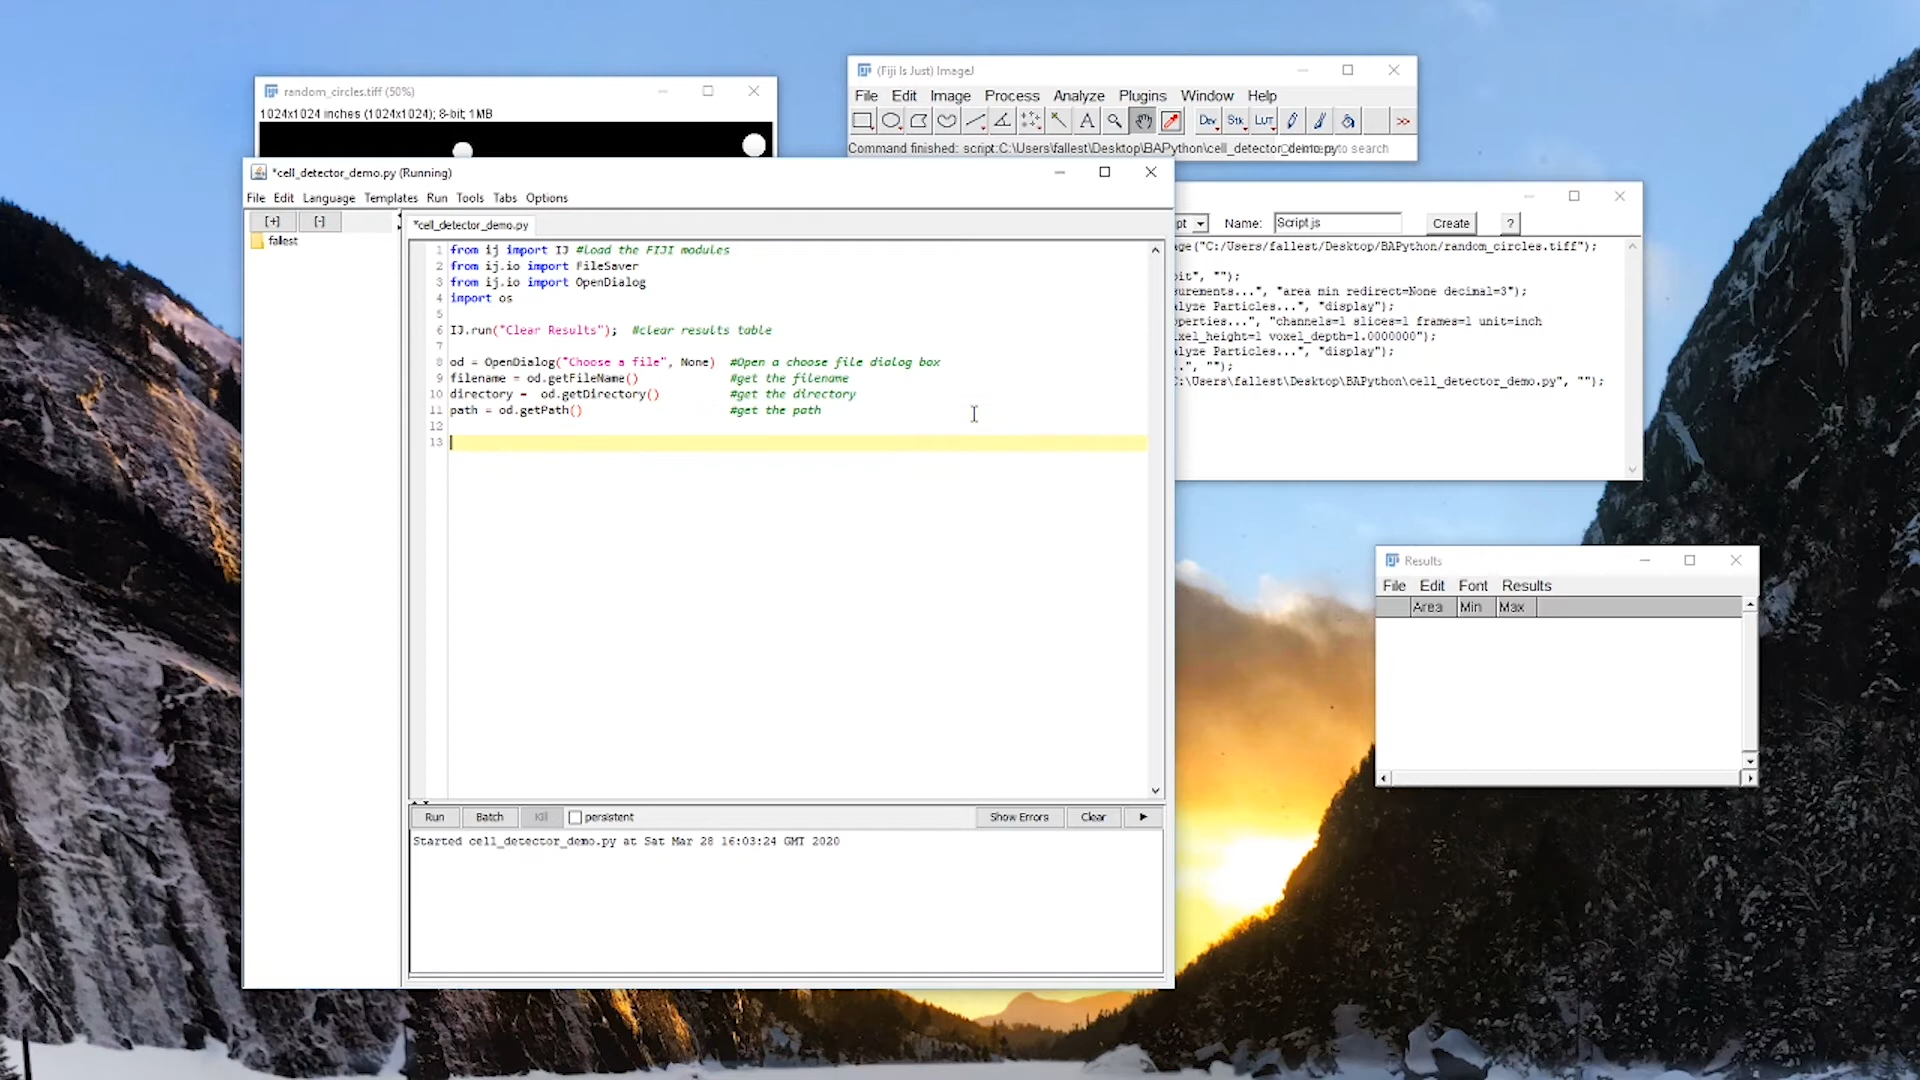 random_circles.tiff (50%)
1024x1024 inches (1024x1024); 8-bit; 1MB
(Fiji Is Just) ImageJ
File Edit Image Process Analyze Plugins Window Help
Dev Stk LUT >>
Command finished: script:C:\Users\fallest\Desktop\BAPython\cell_detector_demo.py to search
*cell_detector_demo.py (Running)
File Edit Language Templates Run Tools Tabs Options
[+] [-]
fallest
*cell_detector_demo.py
1 from ij import IJ #Load the FIJI modules
2 from ij.io import FileSaver
3 from ij.io import OpenDialog
4 import os
5
6 IJ.run("Clear Results"); #clear results table
7
8 od = OpenDialog("Choose a file", None) #Open a choose file dialog box
9 filename = od.getFileName() #get the filename
10 directory = od.getDirectory() #get the directory
11 path = od.getPath() #get the path
12
13
Run Batch Kill persistent Show Errors Clear
Started cell_detector_demo.py at Sat Mar 28 16:03:24 GMT 2020
pt Name: Script.js Create ?
ge("C:/Users/fallest/Desktop/BAPython/random_circles.tiff");
bit", "");
urements...", "area min redirect=None decimal=3");
lyze Particles...", "display");
operties...", "channels=1 slices=1 frames=1 unit=inch
ixel_height=1 voxel_depth=1.0000000");
lyze Particles...", "display");
.", "");
C:\Users\fallest\Desktop\BAPython\cell_detector_demo.py", "");
Results
File Edit Font Results
Area Min Max